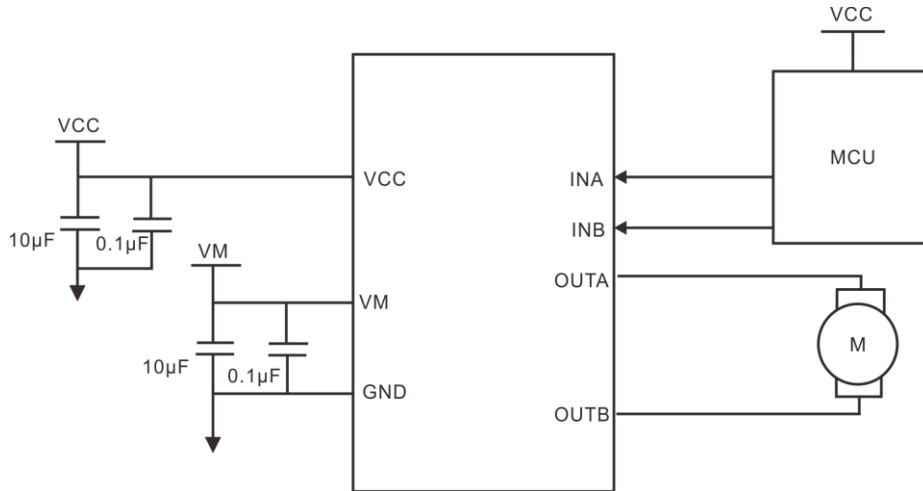 VCC
VCC
MCU
VCC
INA
10μF
0.1μF
INB
VM
OUTA
VM
M
10μF
0.1μF
GND
OUTB